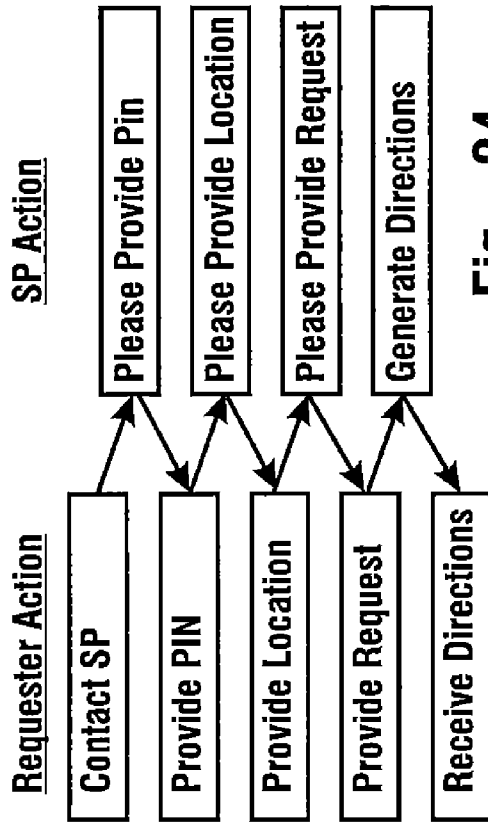 Requester Action
SP Action
Contact SP
Please Provide Pin
Provide PIN
Please Provide Location
Provide Location
Please Provide Request
Provide Request
Generate Directions
Receive Directions